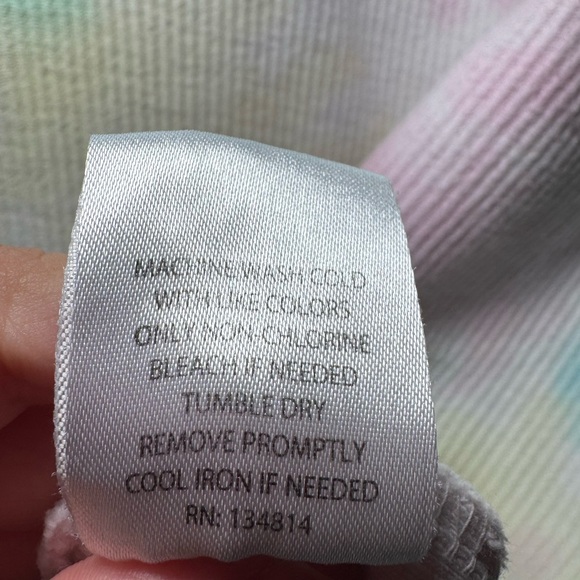 MACHINE WASH COLD
WITH LIKE COLORS
ONLY NON-CHLORINE
BLEACH IF NEEDED
TUMBLE DRY
REMOVE PROMPTLY
COOL IRON IF NEEDED
RN: 134814